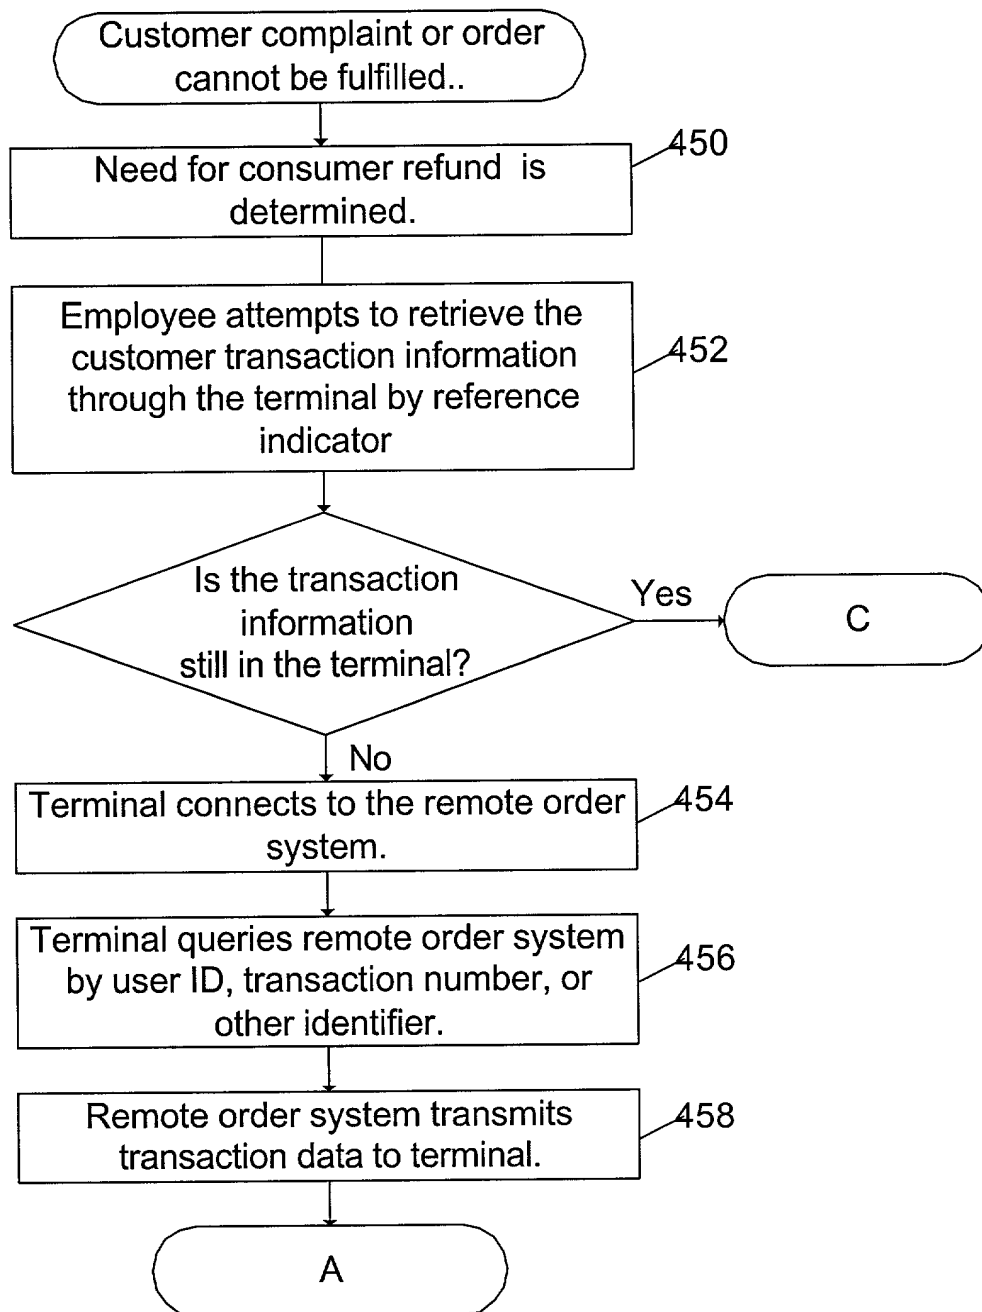 Customer complaint or order
cannot be fulfilled..
450
Need for consumer refund is
determined.
Employee attempts to retrieve the
customer transaction information
through the terminal by reference
indicator
452
Is the transaction
information
still in the terminal?
Yes
C
No
Terminal connects to the remote order
system.
454
Terminal queries remote order system
by user ID, transaction number, or
other identifier.
456
Remote order system transmits
transaction data to terminal.
458
A